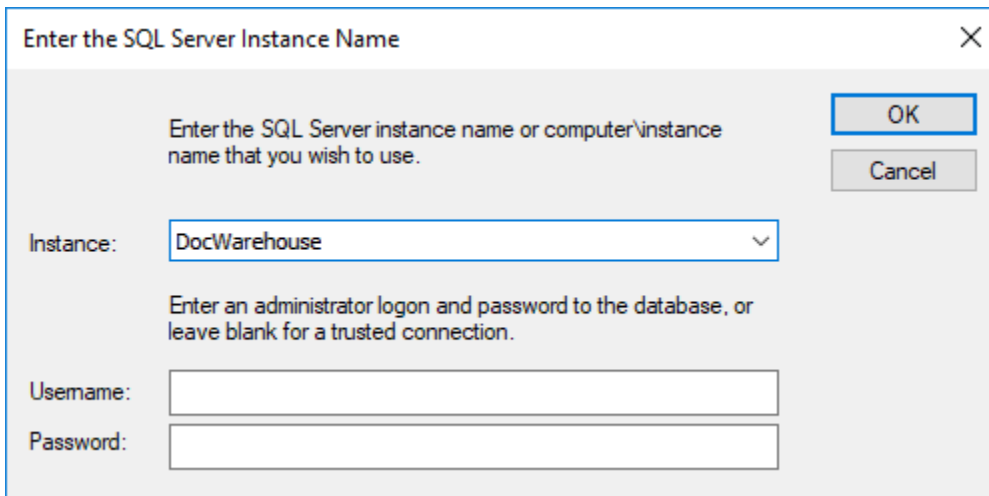 Enter the SQL Server Instance Name
Enter the SQL Server instance name or computer\instance
name that you wish to use.
OK
Cancel
Instance:
DocWarehouse
Enter an administrator logon and password to the database, or
leave blank for a trusted connection.
Username:
Password: